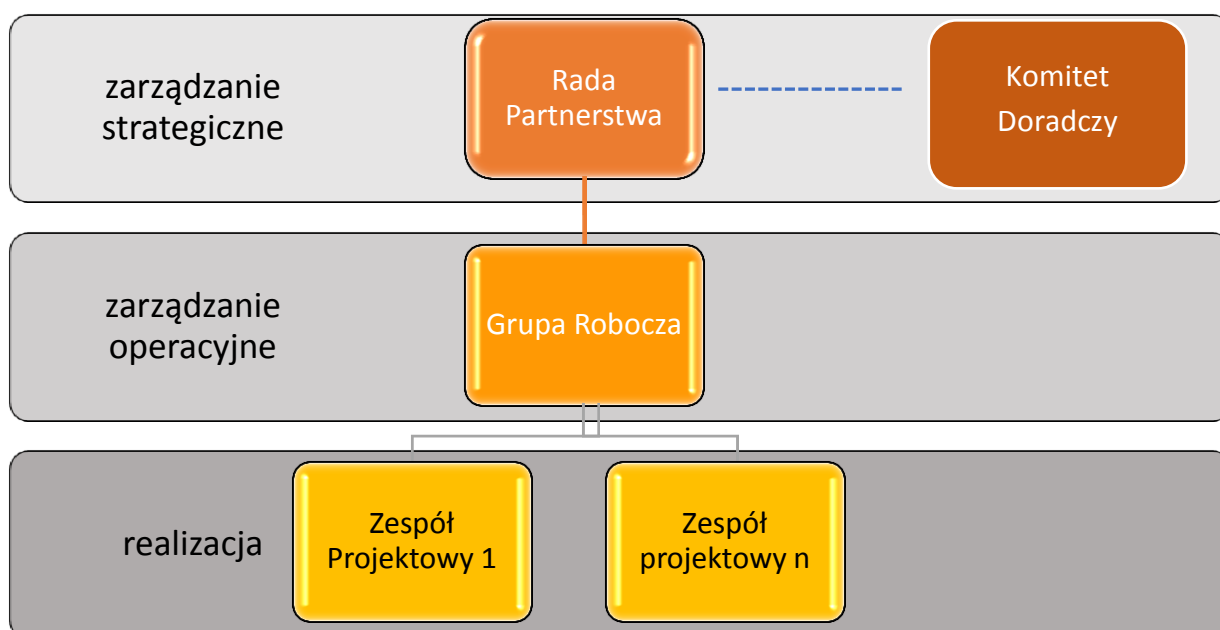 zarządzanie
strategiczne
Rada
Partnerstwa
Komitet
Doradczy
zarządzanie
operacyjne
Grupa Robocza
realizacja
Zespół
Projektowy 1
Zespół
projektowy n